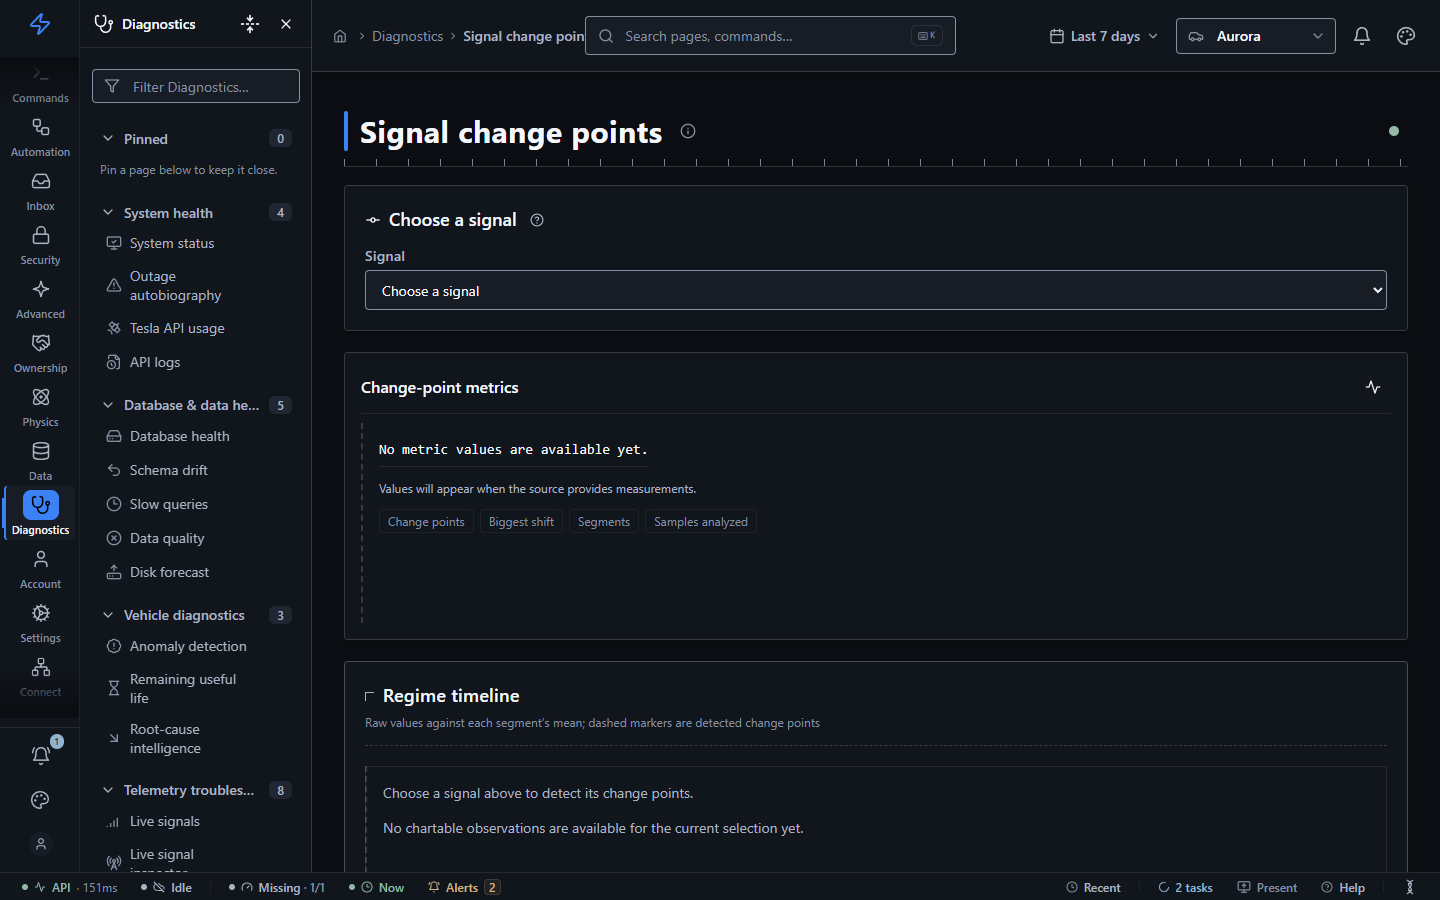 Diagnostics
Filter Diagnostics...
Commands
Automation
Inbox
Security
Advanced
Ownership
Physics
Data
Diagnostics
Account
Settings
Connect
1
Pinned 0
Pin a page below to keep it close.
System health 4
System status
Outage
autobiography
Tesla API usage
API logs
Database & data he... 5
Database health
Schema drift
Slow queries
Data quality
Disk forecast
Vehicle diagnostics 3
Anomaly detection
Remaining useful
life
Root-cause
intelligence
Telemetry troubles... 8
Live signals
Live signal
inspector
Diagnostics
Signal change poin
Search pages, commands...
K
Last 7 days
Aurora
Signal change points
Choose a signal
Signal
Choose a signal
Change-point metrics
No metric values are available yet.
Values will appear when the source provides measurements.
Change points
Biggest shift
Segments
Samples analyzed
Regime timeline
Raw values against each segment's mean; dashed markers are detected change points
Choose a signal above to detect its change points.
No chartable observations are available for the current selection yet.
API · 151ms
Idle
Missing · 1/1
Now
Alerts 2
Recent
2 tasks
Present
Help